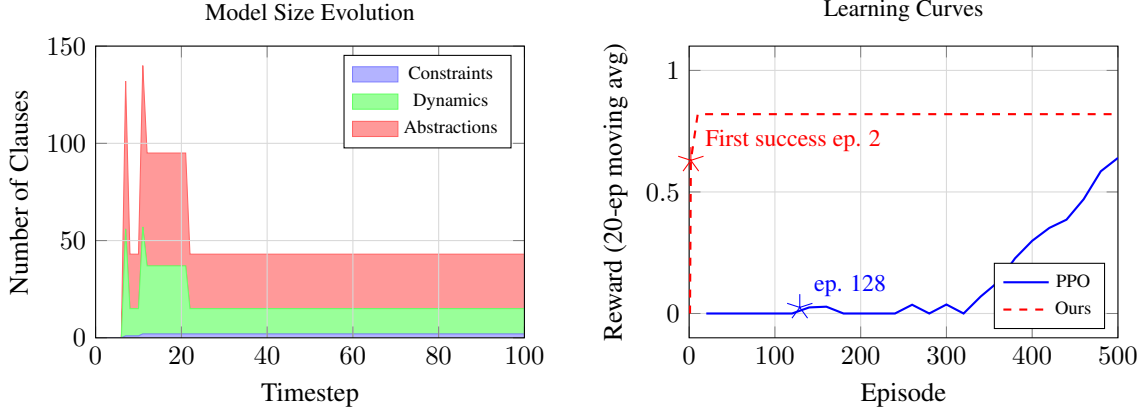 Model Size Evolution
Number of Clauses
150
100
50
0
0 20 40 60 80 100
Timestep
Constraints
Dynamics
Abstractions
Learning Curves
Reward (20-ep moving avg)
1
0.5
0
0 100 200 300 400 500
Episode
First success ep. 2
ep. 128
PPO
Ours